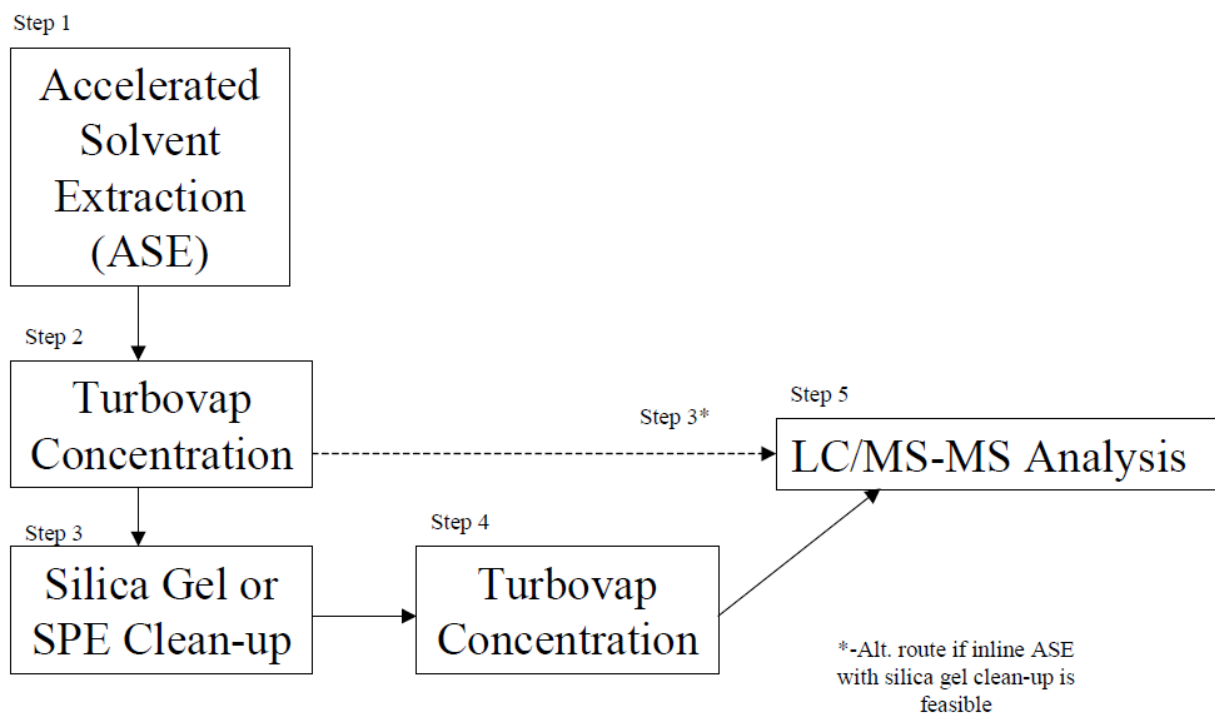 Step 1
Accelerated
Solvent
Extraction
(ASE)
Step 2
Turbovap
Concentration
Step 3*
Step 5
LC/MS-MS Analysis
Step 3
Silica Gel or
SPE Clean-up
Step 4
Turbovap
Concentration
*-Alt. route if inline ASE
with silica gel clean-up is
feasible